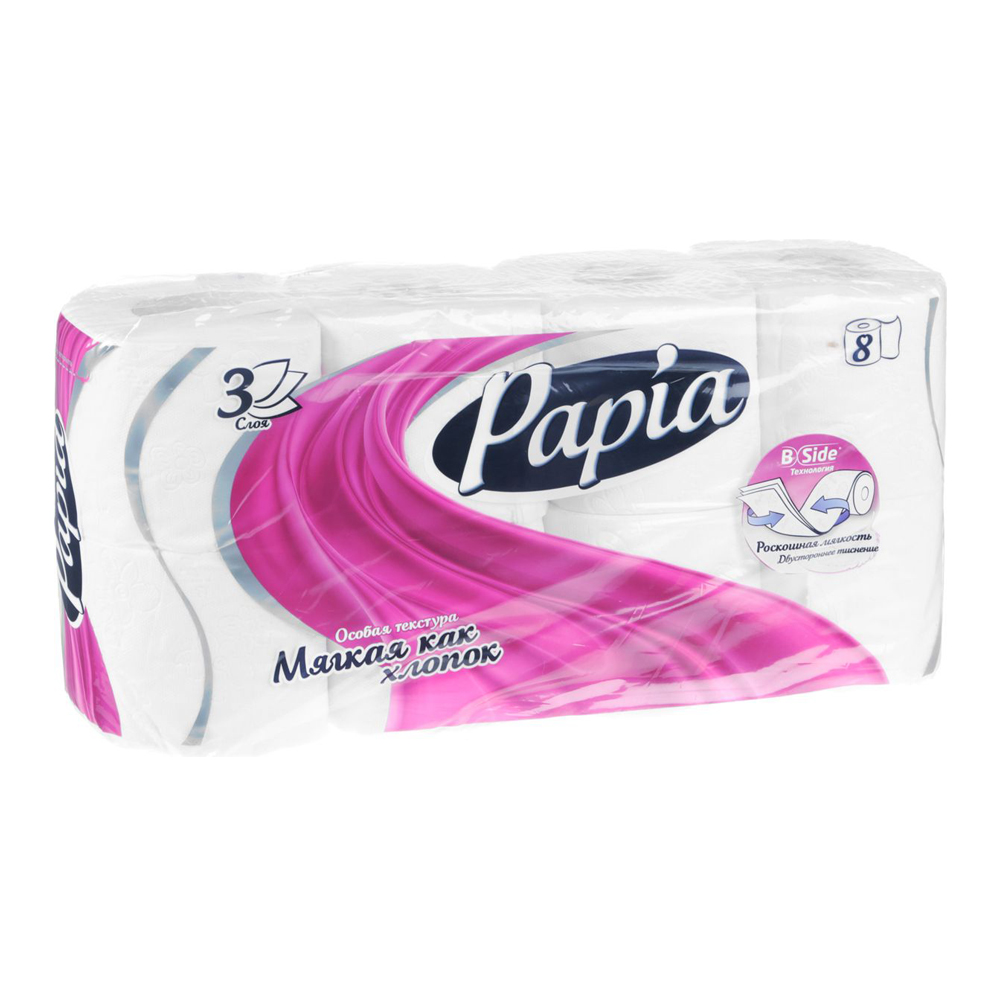 3
Слоя
Papia
8
Papia
B Side®
Технология
Роскошная мягкость
Двустороннее тиснение
Особая текстура
Мягкая как
хлопок